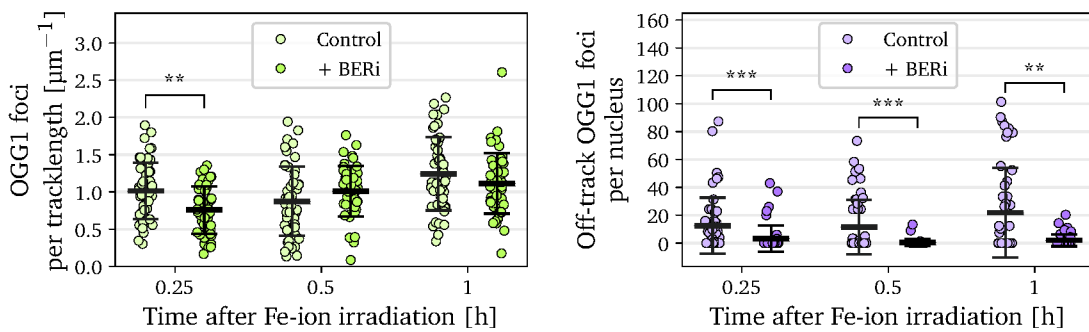 OGG1 foci
per tracklength [μm⁻¹]
3.0
2.5
2.0
1.5
1.0
0.5
0.0
Control
+ BERi
**
0.25
0.5
1
Time after Fe-ion irradiation [h]
Off-track OGG1 foci
per nucleus
160
140
120
100
80
60
40
20
0
Control
+ BERi
***
***
**
0.25
0.5
1
Time after Fe-ion irradiation [h]